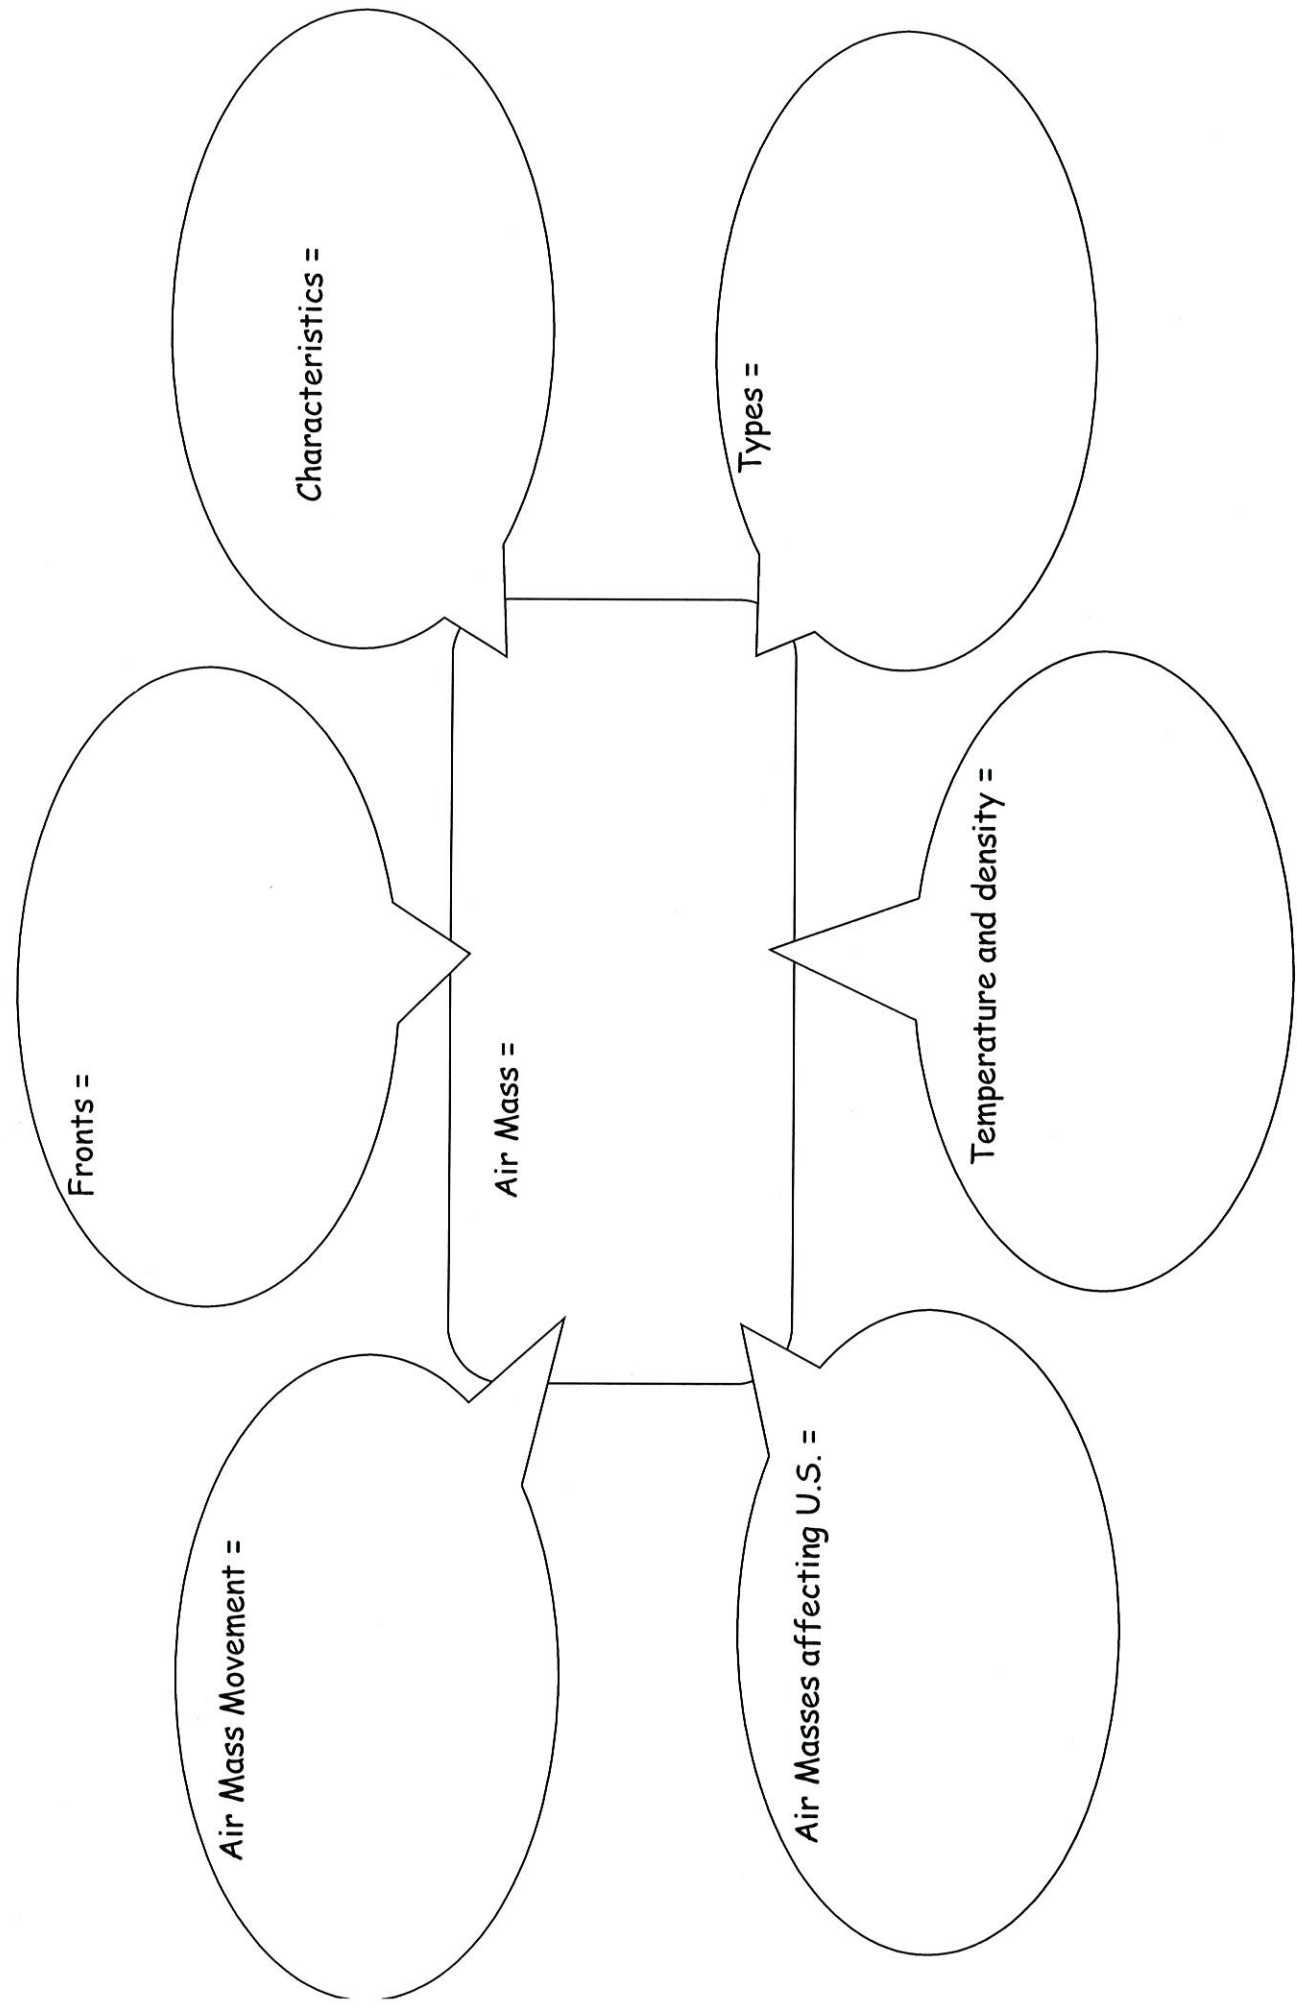 Fronts =
Air Mass Movement =
Characteristics =
Air Mass =
Types =
Air Masses affecting U.S. =
Temperature and density =